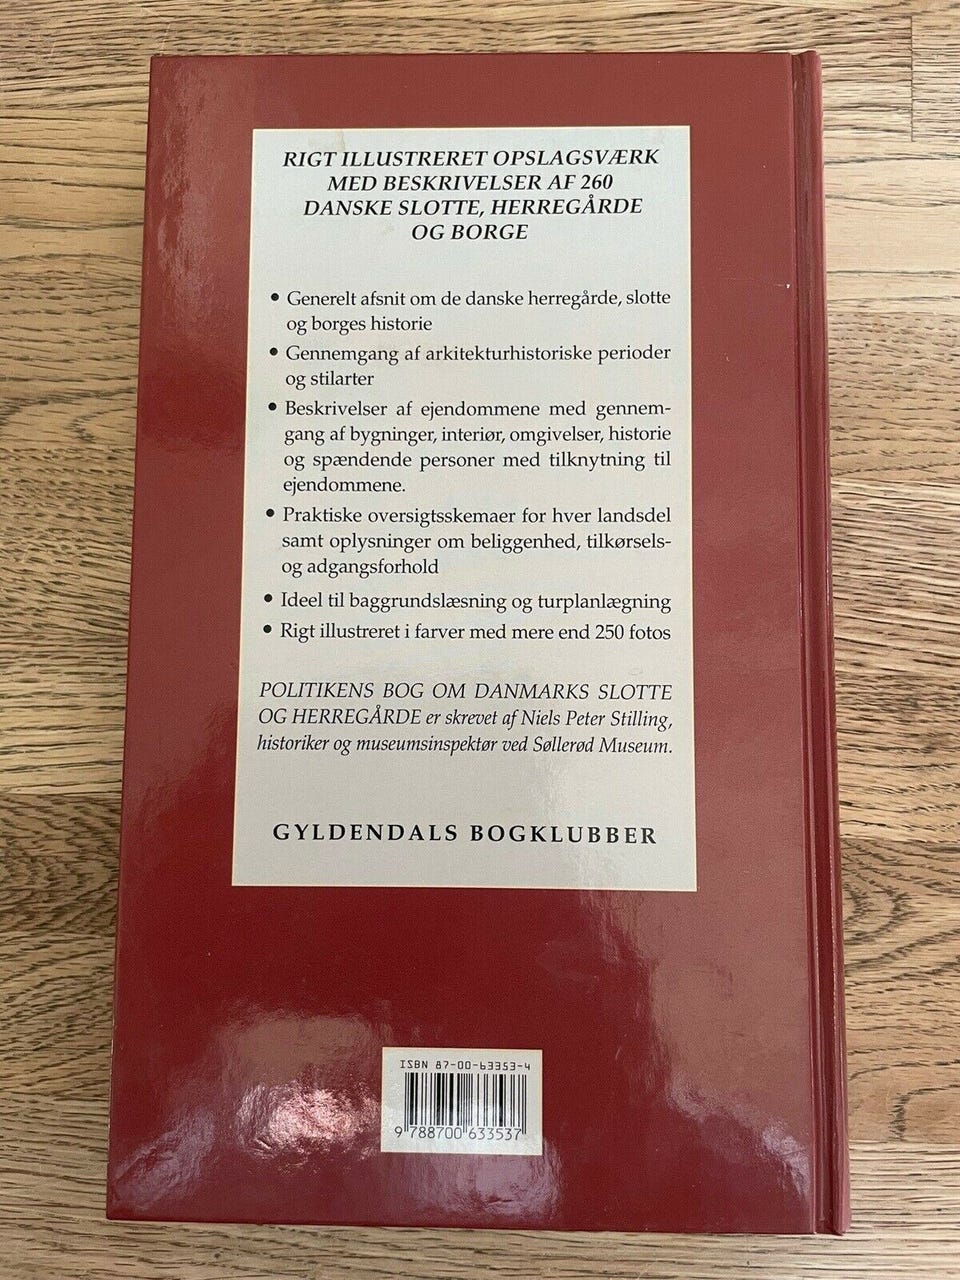 RIGT ILLUSTRERET OPSLAGSVÆRK
MED BESKRIVELSER AF 260
DANSKE SLOTTE, HERREGÅRDE
OG BORGE
• Generelt afsnit om de danske herregårde, slotte
og borges historie
• Gennemgang af arkitekturhistoriske perioder
og stilarter
• Beskrivelser af ejendommene med gennem-
gang af bygninger, interiør, omgivelser, historie
og spændende personer med tilknytning til
ejendommene.
• Praktiske oversigtsskemaer for hver landsdel
samt oplysninger om beliggenhed, tilkørsels-
og adgangsforhold
• Ideel til baggrundslæsning og turplanlægning
• Rigt illustreret i farver med mere end 250 fotos
POLITIKENS BOG OM DANMARKS SLOTTE
OG HERREGÅRDE er skrevet af Niels Peter Stilling,
historiker og museumsinspektør ved Søllerød Museum.
GYLDENDALS BOGKLUBBER
ISBN 87-00-63353-4
9 788700 633537